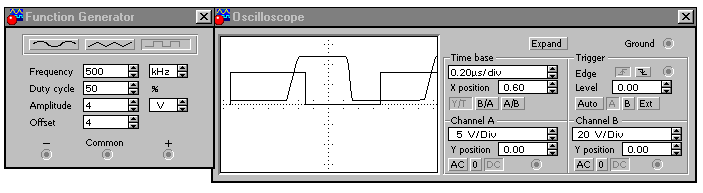 Function Generator
Frequency 500 kHz
Duty cycle 50 %
Amplitude 4 V
Offset 4
− Common +
Oscilloscope
Expand Ground
Time base
0.20µs/div
X position 0.60
Y/T B/A A/B
Trigger
Edge
Level 0.00
Auto A B Ext
Channel A
5 V/Div
Y position 0.00
AC 0 DC
Channel B
20 V/Div
Y position 0.00
AC 0 DC